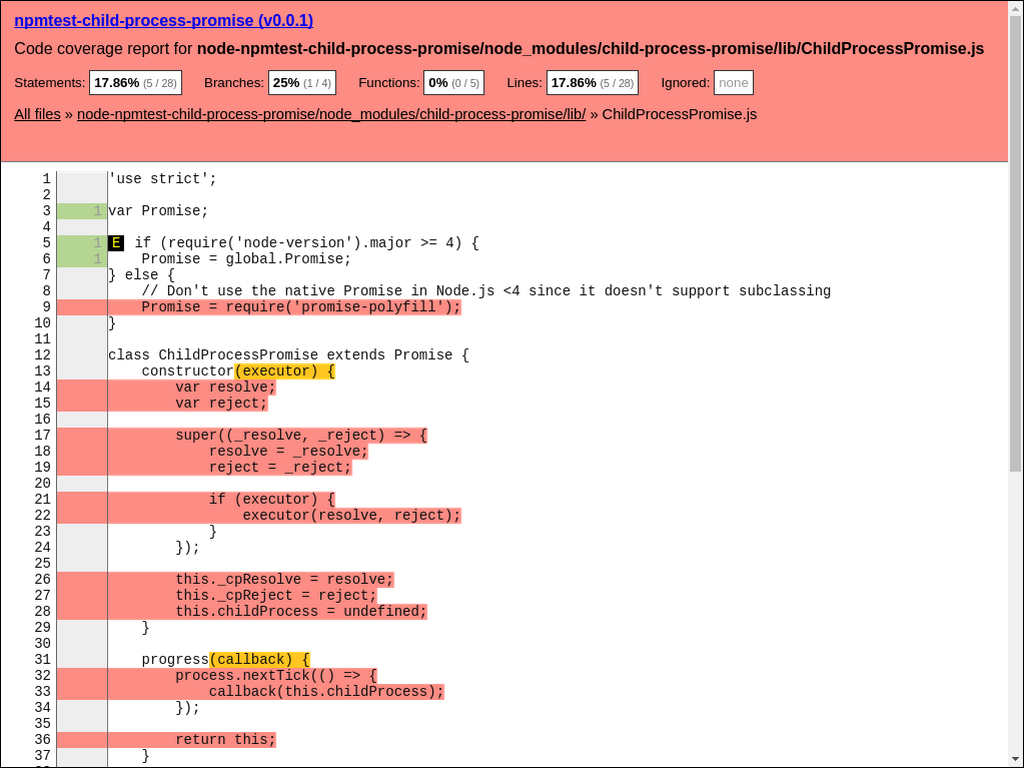 npmtest-child-process-promise (v0.0.1)
Code coverage report for node-npmtest-child-process-promise/node_modules/child-process-promise/lib/ChildProcessPromise.js
Statements: 17.86% (5 / 28) Branches: 25% (1 / 4) Functions: 0% (0 / 5) Lines: 17.86% (5 / 28) Ignored: none
All files » node-npmtest-child-process-promise/node_modules/child-process-promise/lib/ » ChildProcessPromise.js
1 'use strict';
2
3 1 var Promise;
4
5 1 E if (require('node-version').major >= 4) {
6 1     Promise = global.Promise;
7 } else {
8     // Don't use the native Promise in Node.js <4 since it doesn't support subclassing
9     Promise = require('promise-polyfill');
10 }
11
12 class ChildProcessPromise extends Promise {
13     constructor(executor) {
14         var resolve;
15         var reject;
16
17         super((_resolve, _reject) => {
18             resolve = _resolve;
19             reject = _reject;
20
21             if (executor) {
22                 executor(resolve, reject);
23             }
24         });
25
26         this._cpResolve = resolve;
27         this._cpReject = reject;
28         this.childProcess = undefined;
29     }
30
31     progress(callback) {
32         process.nextTick(() => {
33             callback(this.childProcess);
34         });
35
36         return this;
37     }